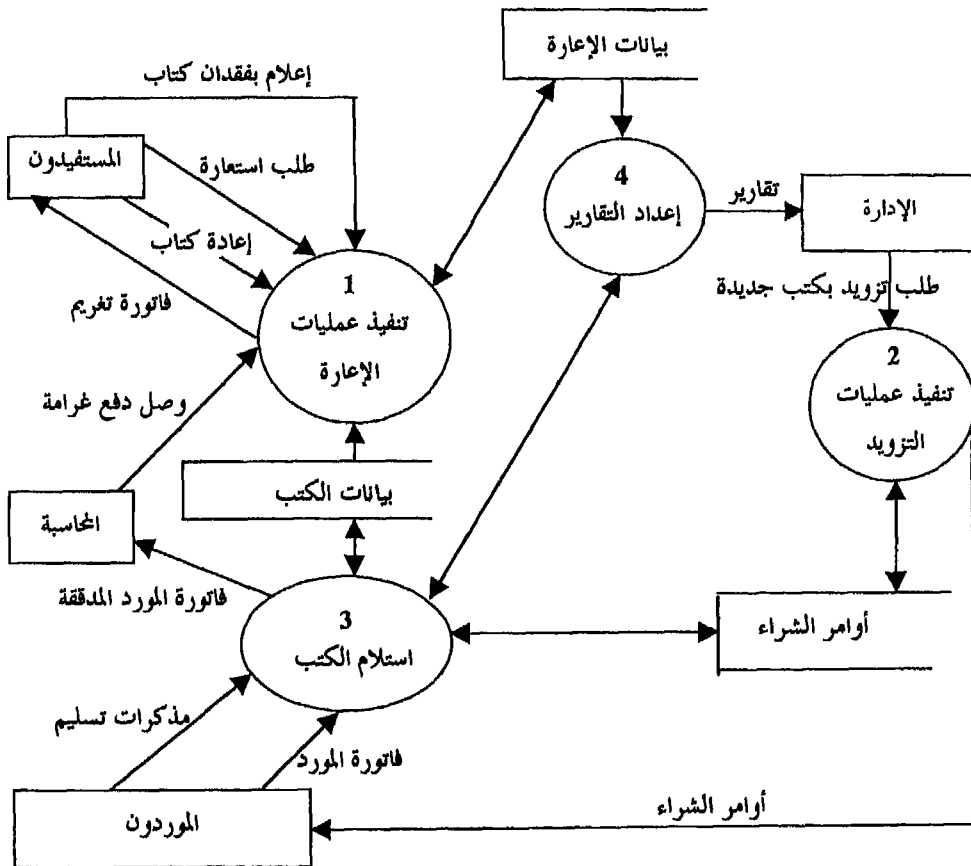 بيانات الإعارة
إعلام بفقدان كتاب
المستفيدون
طلب استعارة
إعادة كتاب
فاتورة تغريم
4
إعداد التقارير
تقارير
الإدارة
طلب تزويد بكتب جديدة
1
تنفيذ عمليات
الإعارة
2
تنفيذ عمليات
التزويد
وصل دفع غرامة
بيانات الكتب
المحاسبة
فاتورة المورد المدققة
3
استلام الكتب
أوامر الشراء
مذكرات تسليم
فاتورة المورد
الموردون
أوامر الشراء